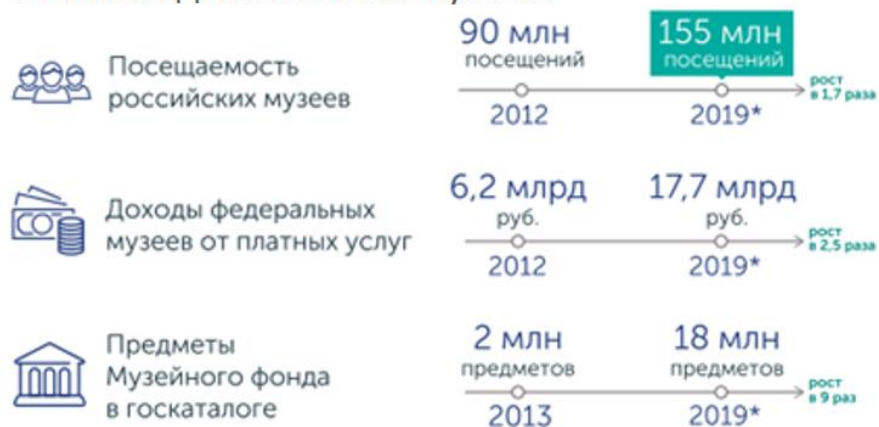 90 млн
155 млн
посещений
посещений
Посещаемость
российских музеев
рост
в 1,7 раза
2012
2019*
6,2 млрд
17,7 млрд
руб.
руб.
Доходы федеральных
музеев от платных услуг
рост
в 2,5 раза
2012
2019*
2 млн
18 млн
предметов
предметов
Предметы
Музейного фонда
в госкаталоге
рост
в 9 раз
2013
2019*